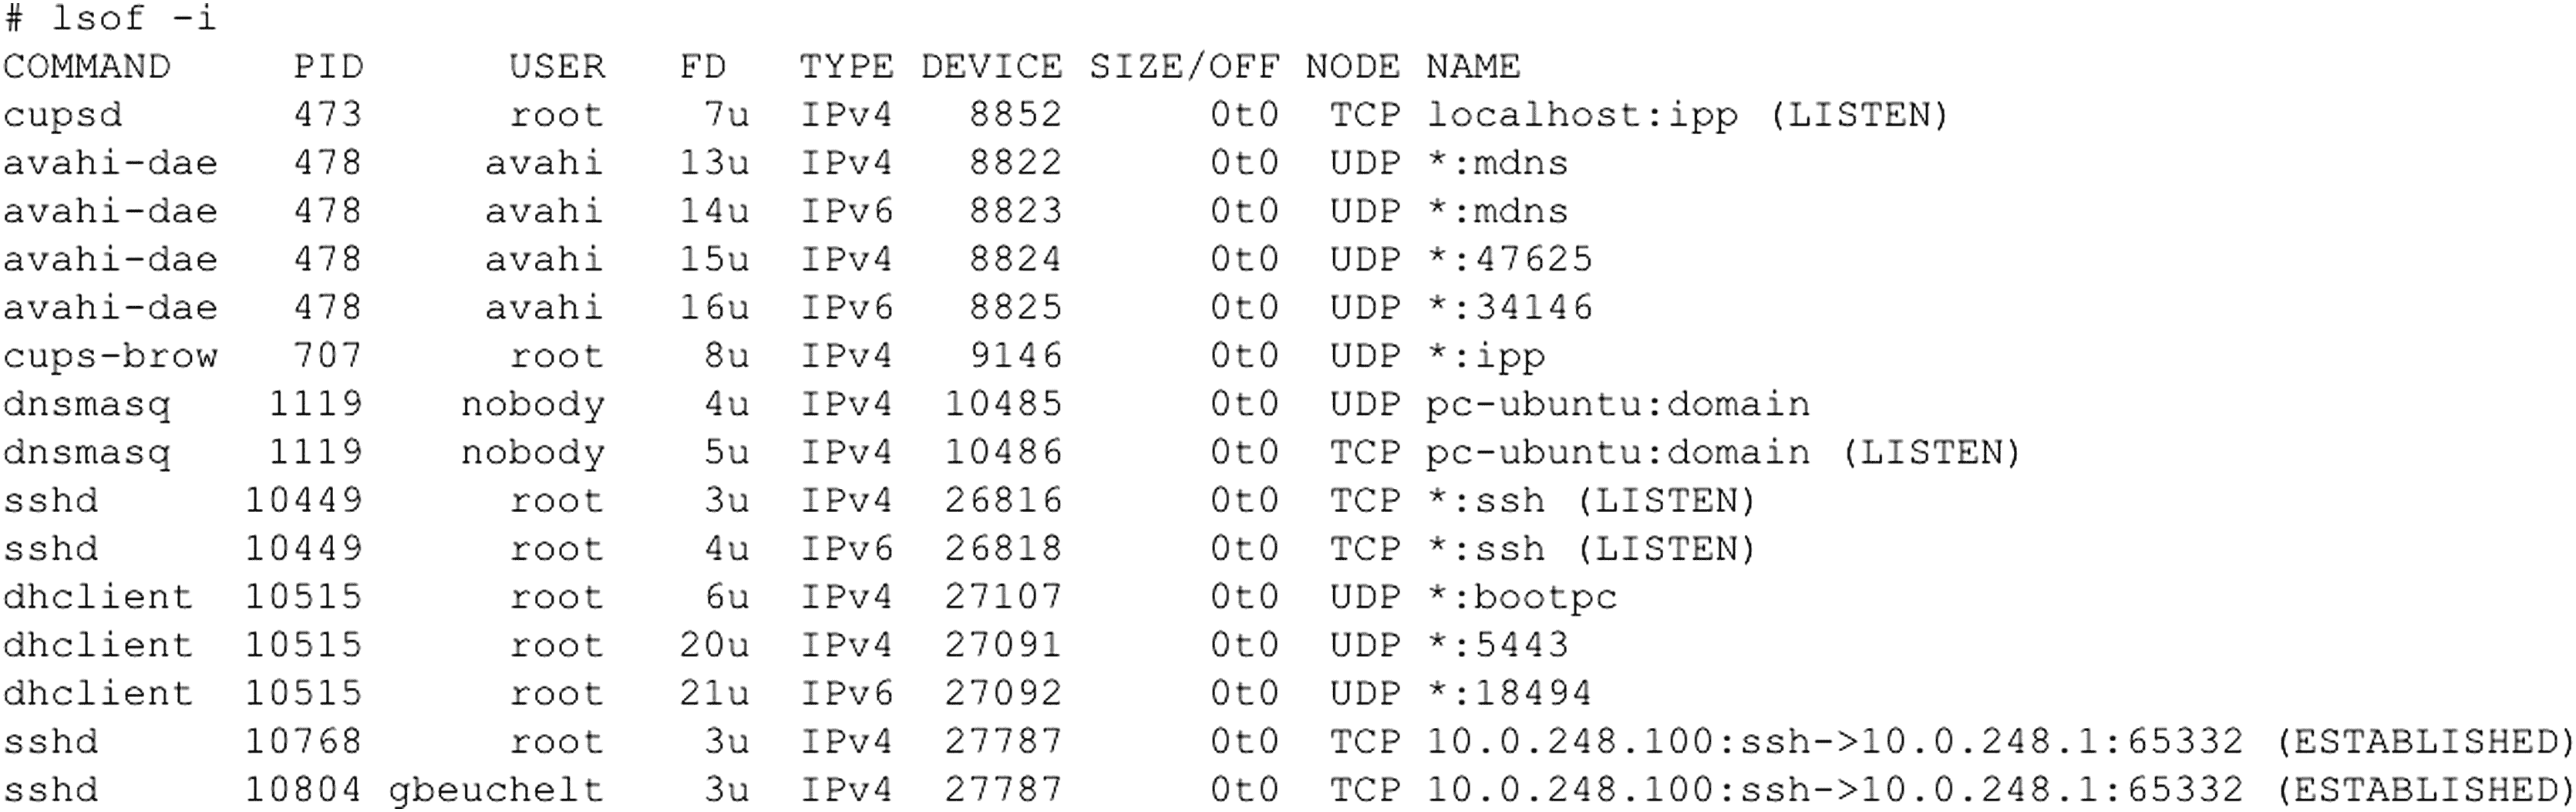 # lsof -i
COMMAND     PID      USER   FD   TYPE DEVICE SIZE/OFF NODE NAME
cupsd       473      root    7u  IPv4   8852      0t0  TCP localhost:ipp (LISTEN)
avahi-dae   478     avahi   13u  IPv4   8822      0t0  UDP *:mdns
avahi-dae   478     avahi   14u  IPv6   8823      0t0  UDP *:mdns
avahi-dae   478     avahi   15u  IPv4   8824      0t0  UDP *:47625
avahi-dae   478     avahi   16u  IPv6   8825      0t0  UDP *:34146
cups-brow   707      root    8u  IPv4   9146      0t0  UDP *:ipp
dnsmasq    1119    nobody    4u  IPv4  10485      0t0  UDP pc-ubuntu:domain
dnsmasq    1119    nobody    5u  IPv4  10486      0t0  TCP pc-ubuntu:domain (LISTEN)
sshd      10449      root    3u  IPv4  26816      0t0  TCP *:ssh (LISTEN)
sshd      10449      root    4u  IPv6  26818      0t0  TCP *:ssh (LISTEN)
dhclient  10515      root    6u  IPv4  27107      0t0  UDP *:bootpc
dhclient  10515      root   20u  IPv4  27091      0t0  UDP *:5443
dhclient  10515      root   21u  IPv6  27092      0t0  UDP *:18494
sshd      10768      root    3u  IPv4  27787      0t0  TCP 10.0.248.100:ssh->10.0.248.1:65332 (ESTABLISHED)
sshd      10804 gbeuchelt    3u  IPv4  27787      0t0  TCP 10.0.248.100:ssh->10.0.248.1:65332 (ESTABLISHED)